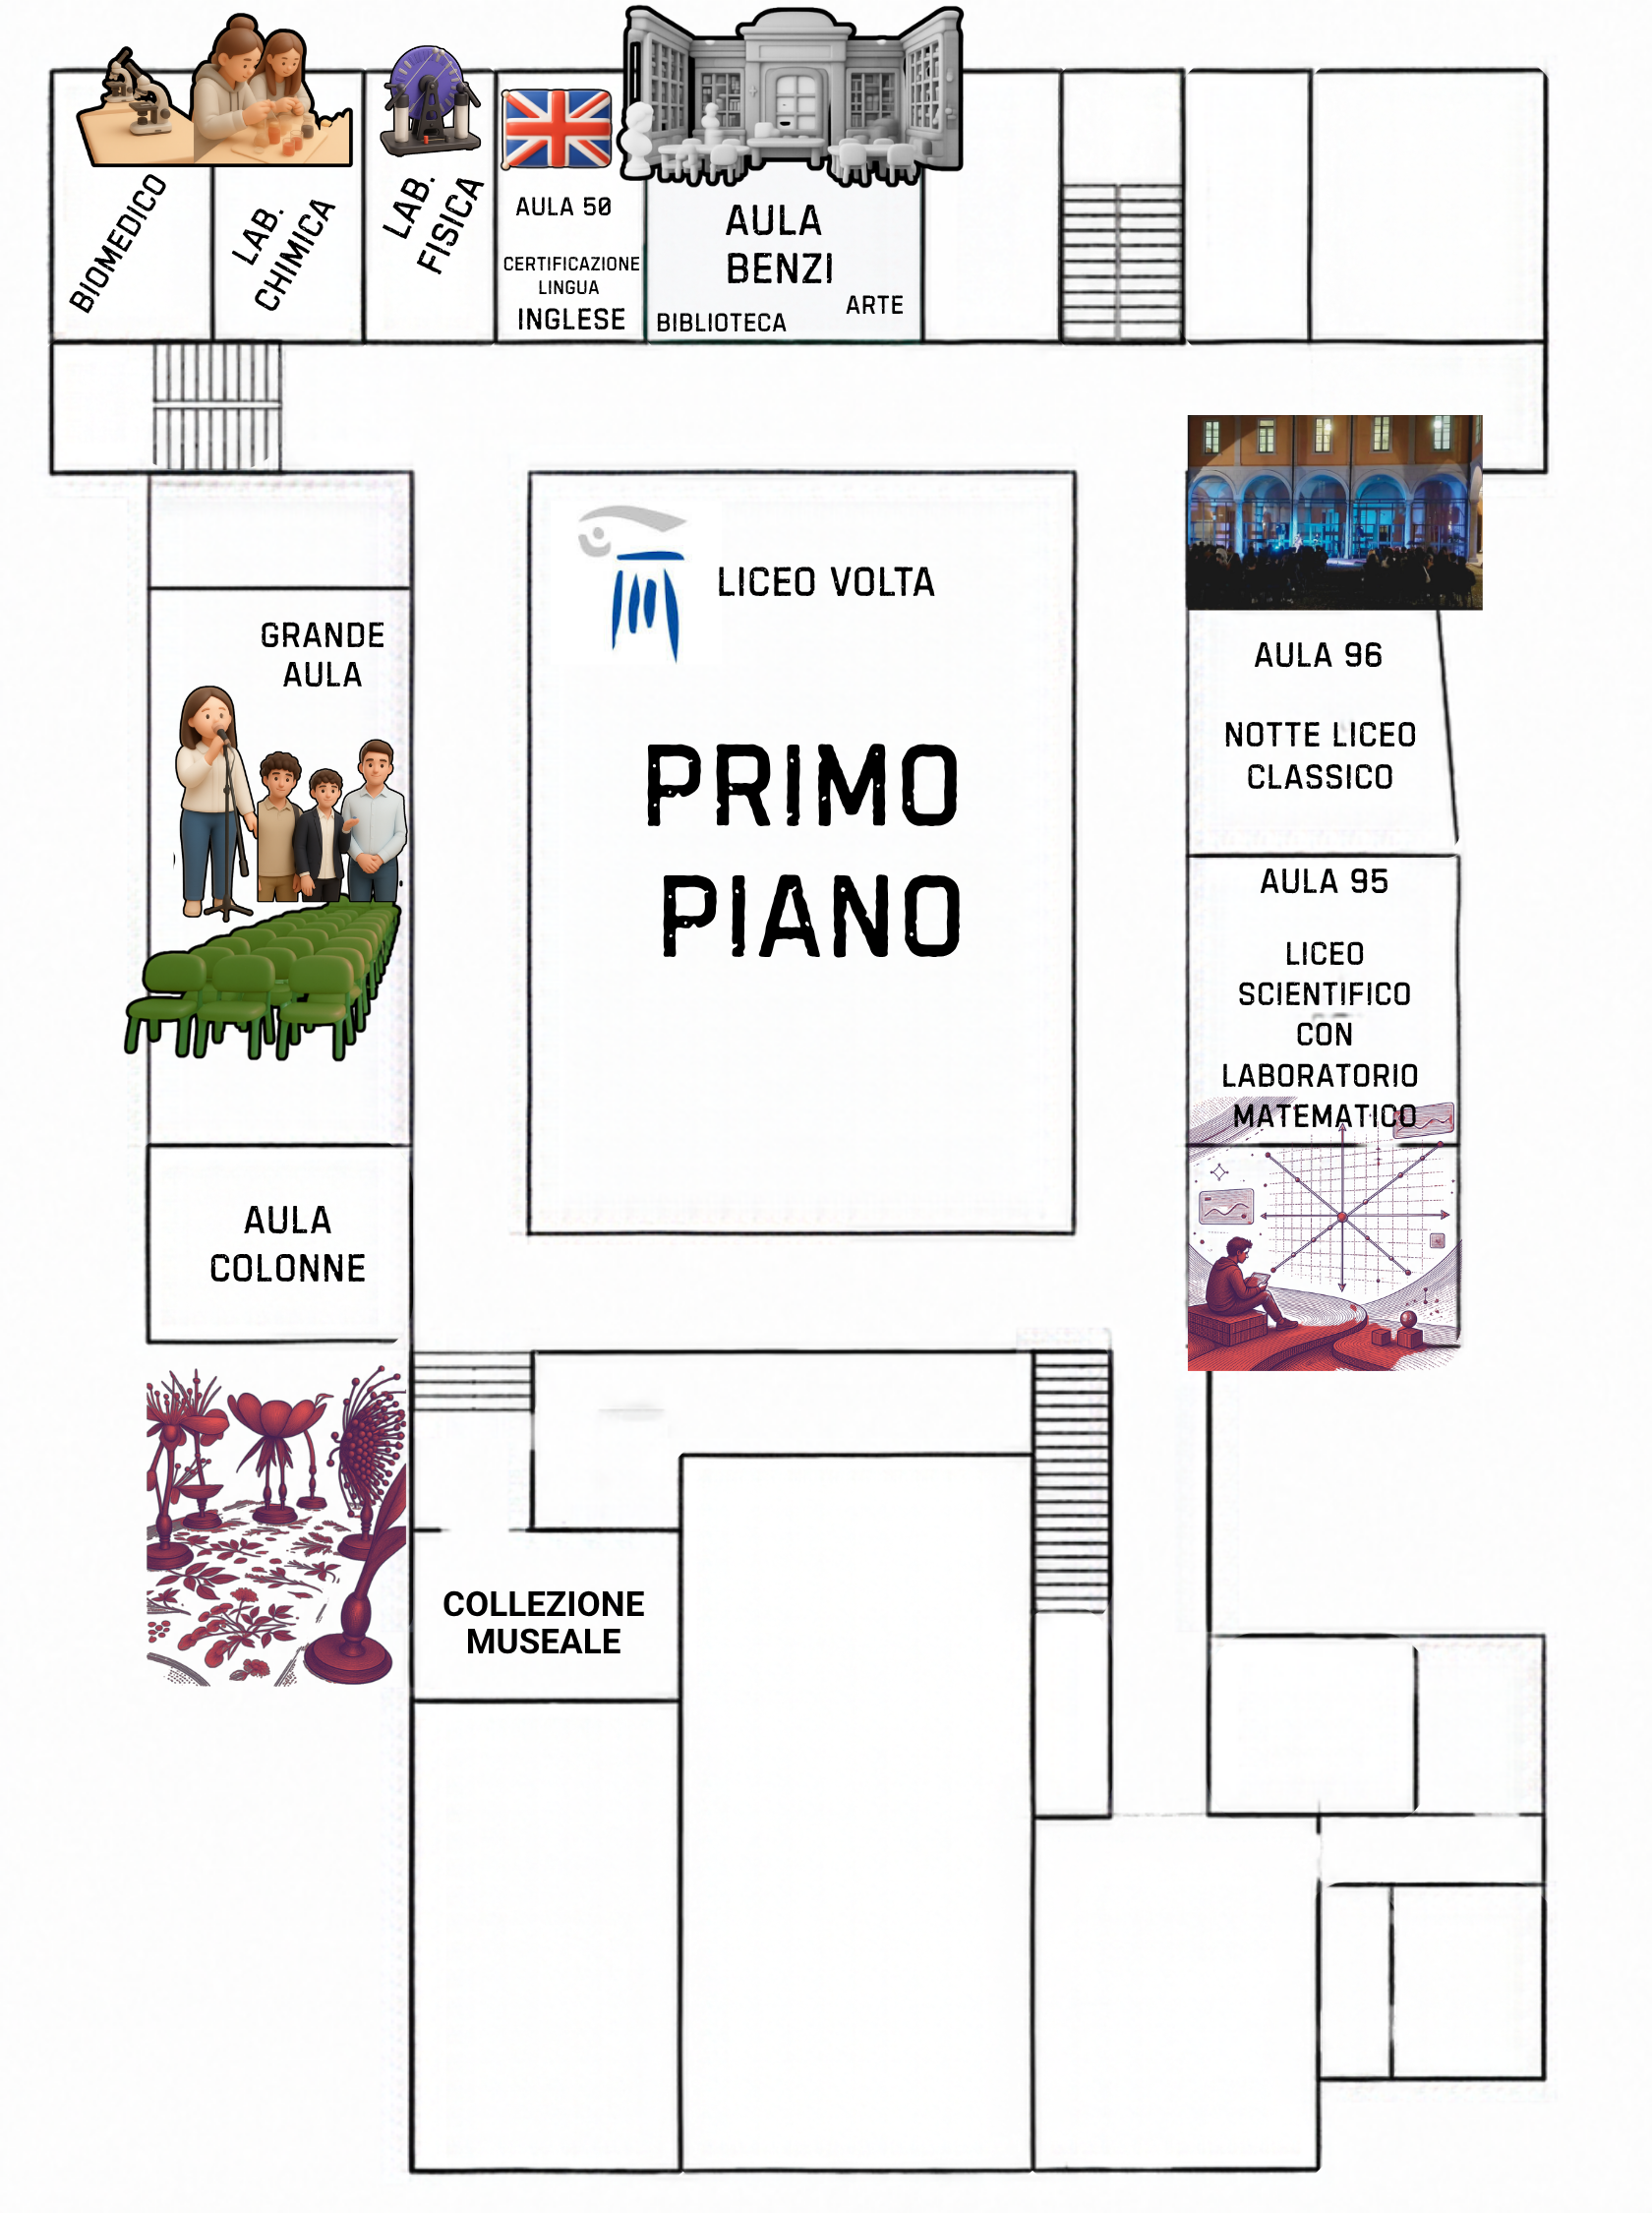 BIOMEDICO
LAB.
CHIMICA
LAB.
FISICA
AULA 50
CERTIFICAZIONE
LINGUA
INGLESE
AULA
BENZI
ARTE
BIBLIOTECA
LICEO VOLTA
PRIMO
PIANO
GRANDE
AULA
AULA 96
NOTTE LICEO
CLASSICO
AULA 95
LICEO
SCIENTIFICO
CON
LABORATORIO
MATEMATICO
AULA
COLONNE
COLLEZIONE
MUSEALE